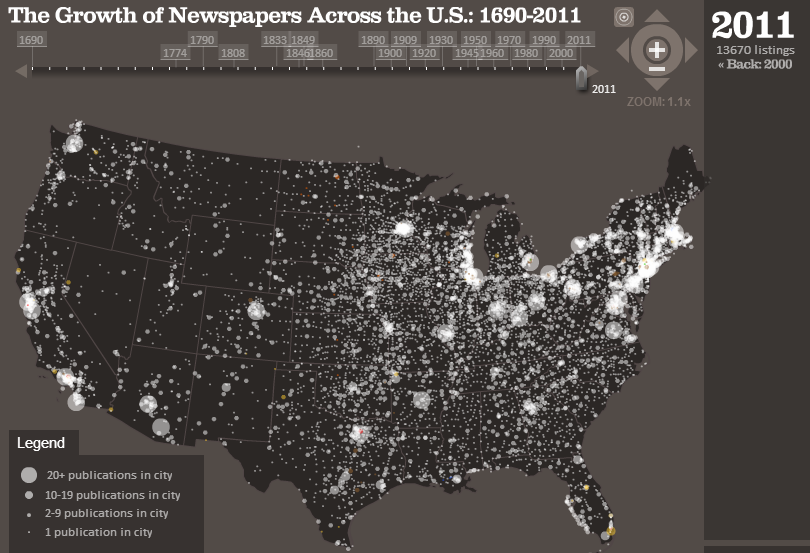 The Growth of Newspapers Across the U.S.: 1690-2011
2011
13670 listings
« Back: 2000
1690 1790 1833 1849 1890 1909 1930 1950 1970 1990 2011
1774 1808 1846 1860 1900 1920 1945 1960 1980 2000
2011
ZOOM: 1.1x
Legend
20+ publications in city
10-19 publications in city
2-9 publications in city
1 publication in city